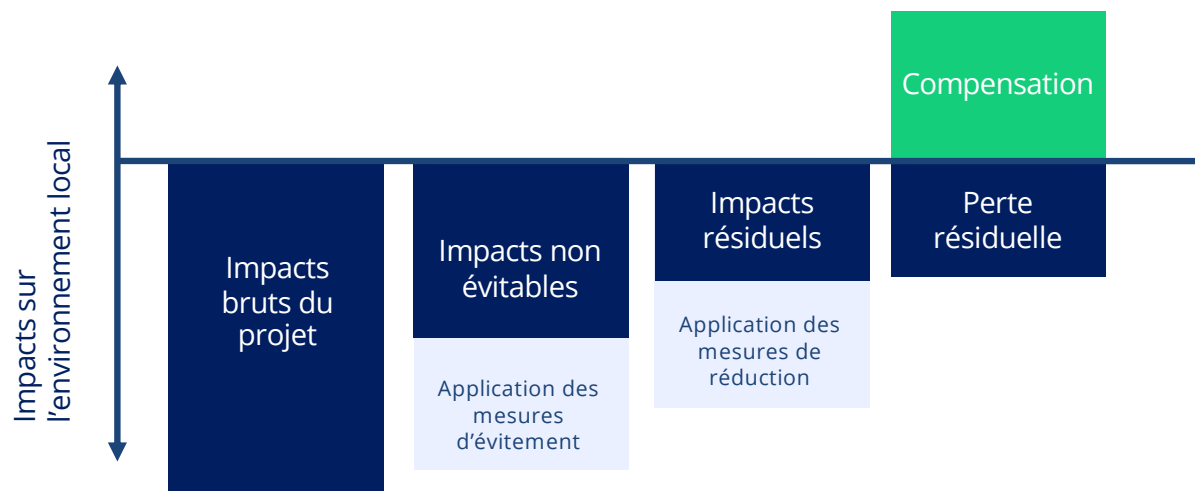 Impacts sur
l’environnement local
Impacts
bruts du
projet
Impacts non
évitables
Application des
mesures
d’évitement
Impacts
résiduels
Application des
mesures de
réduction
Compensation
Perte
résiduelle